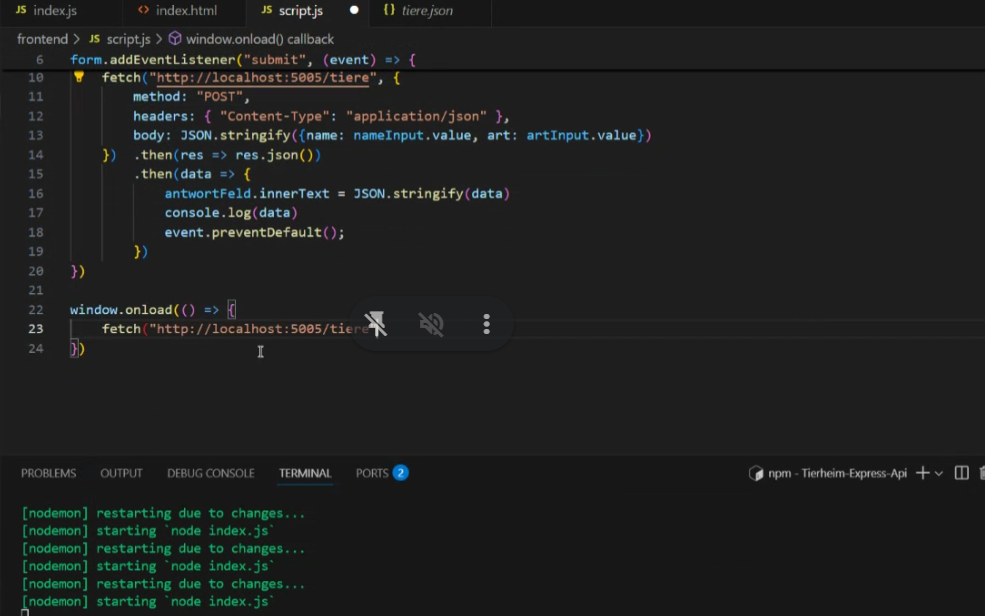 JS index.js <> index.html JS script.js {} tiere.json
frontend > JS script.js > window.onload() callback
6 form.addEventListener("submit", (event) => {
10 fetch("http://localhost:5005/tiere", {
11 method: "POST",
12 headers: { "Content-Type": "application/json" },
13 body: JSON.stringify({name: nameInput.value, art: artInput.value})
14 }) .then(res => res.json())
15 .then(data => {
16 antwortFeld.innerText = JSON.stringify(data)
17 console.log(data)
18 event.preventDefault();
19 })
20 })
21
22 window.onload(() => {
23 fetch("http://localhost:5005/tiere
24 })
PROBLEMS OUTPUT DEBUG CONSOLE TERMINAL PORTS 2 npm - Tierheim-Express-Api
[nodemon] restarting due to changes...
[nodemon] starting `node index.js`
[nodemon] restarting due to changes...
[nodemon] starting `node index.js`
[nodemon] restarting due to changes...
[nodemon] starting `node index.js`